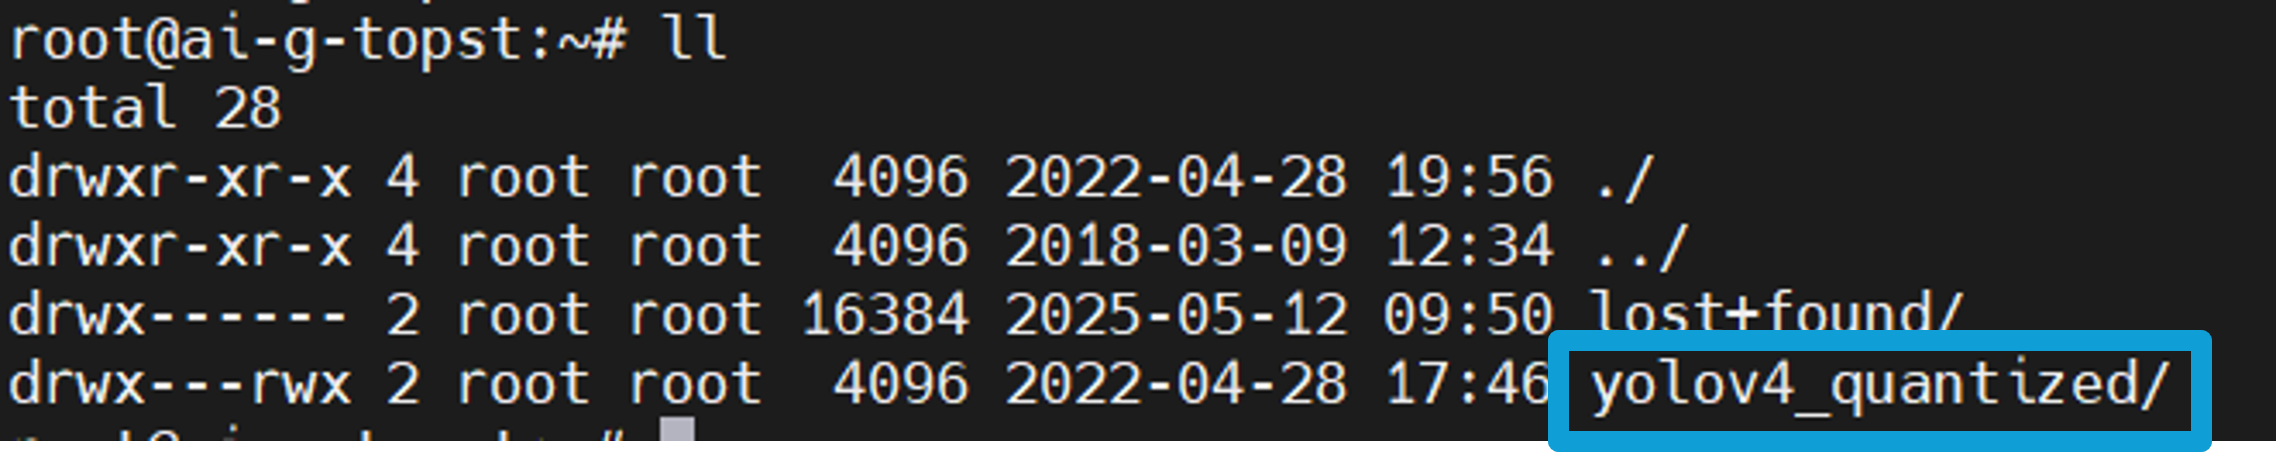 root@ai-g-topst:~# ll
total 28
drwxr-xr-x 4 root root  4096 2022-04-28 19:56 ./
drwxr-xr-x 4 root root  4096 2018-03-09 12:34 ../
drwx------ 2 root root 16384 2025-05-12 09:50 lost+found/
drwx---rwx 2 root root  4096 2022-04-28 17:46 yolov4_quantized/